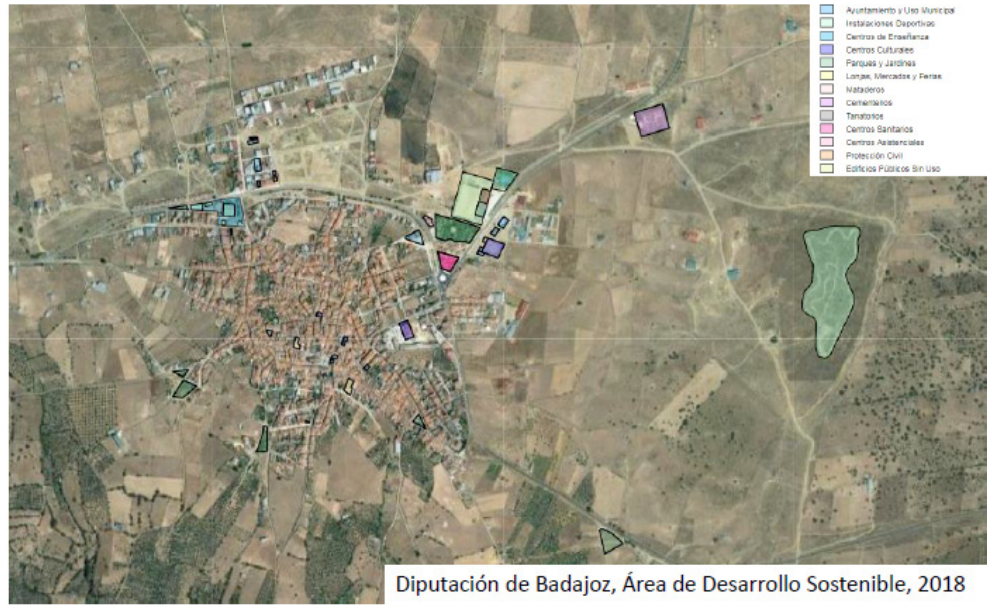 Ayuntamiento y Uso Municipal
Instalaciones Deportivas
Centros de Enseñanza
Centros Culturales
Parques y Jardines
Lonjas, Mercados y Ferias
Mataderos
Cementerios
Tanatorios
Centros Sanitarios
Centros Asistenciales
Protección Civil
Edificios Públicos Sin Uso
Diputación de Badajoz, Área de Desarrollo Sostenible, 2018